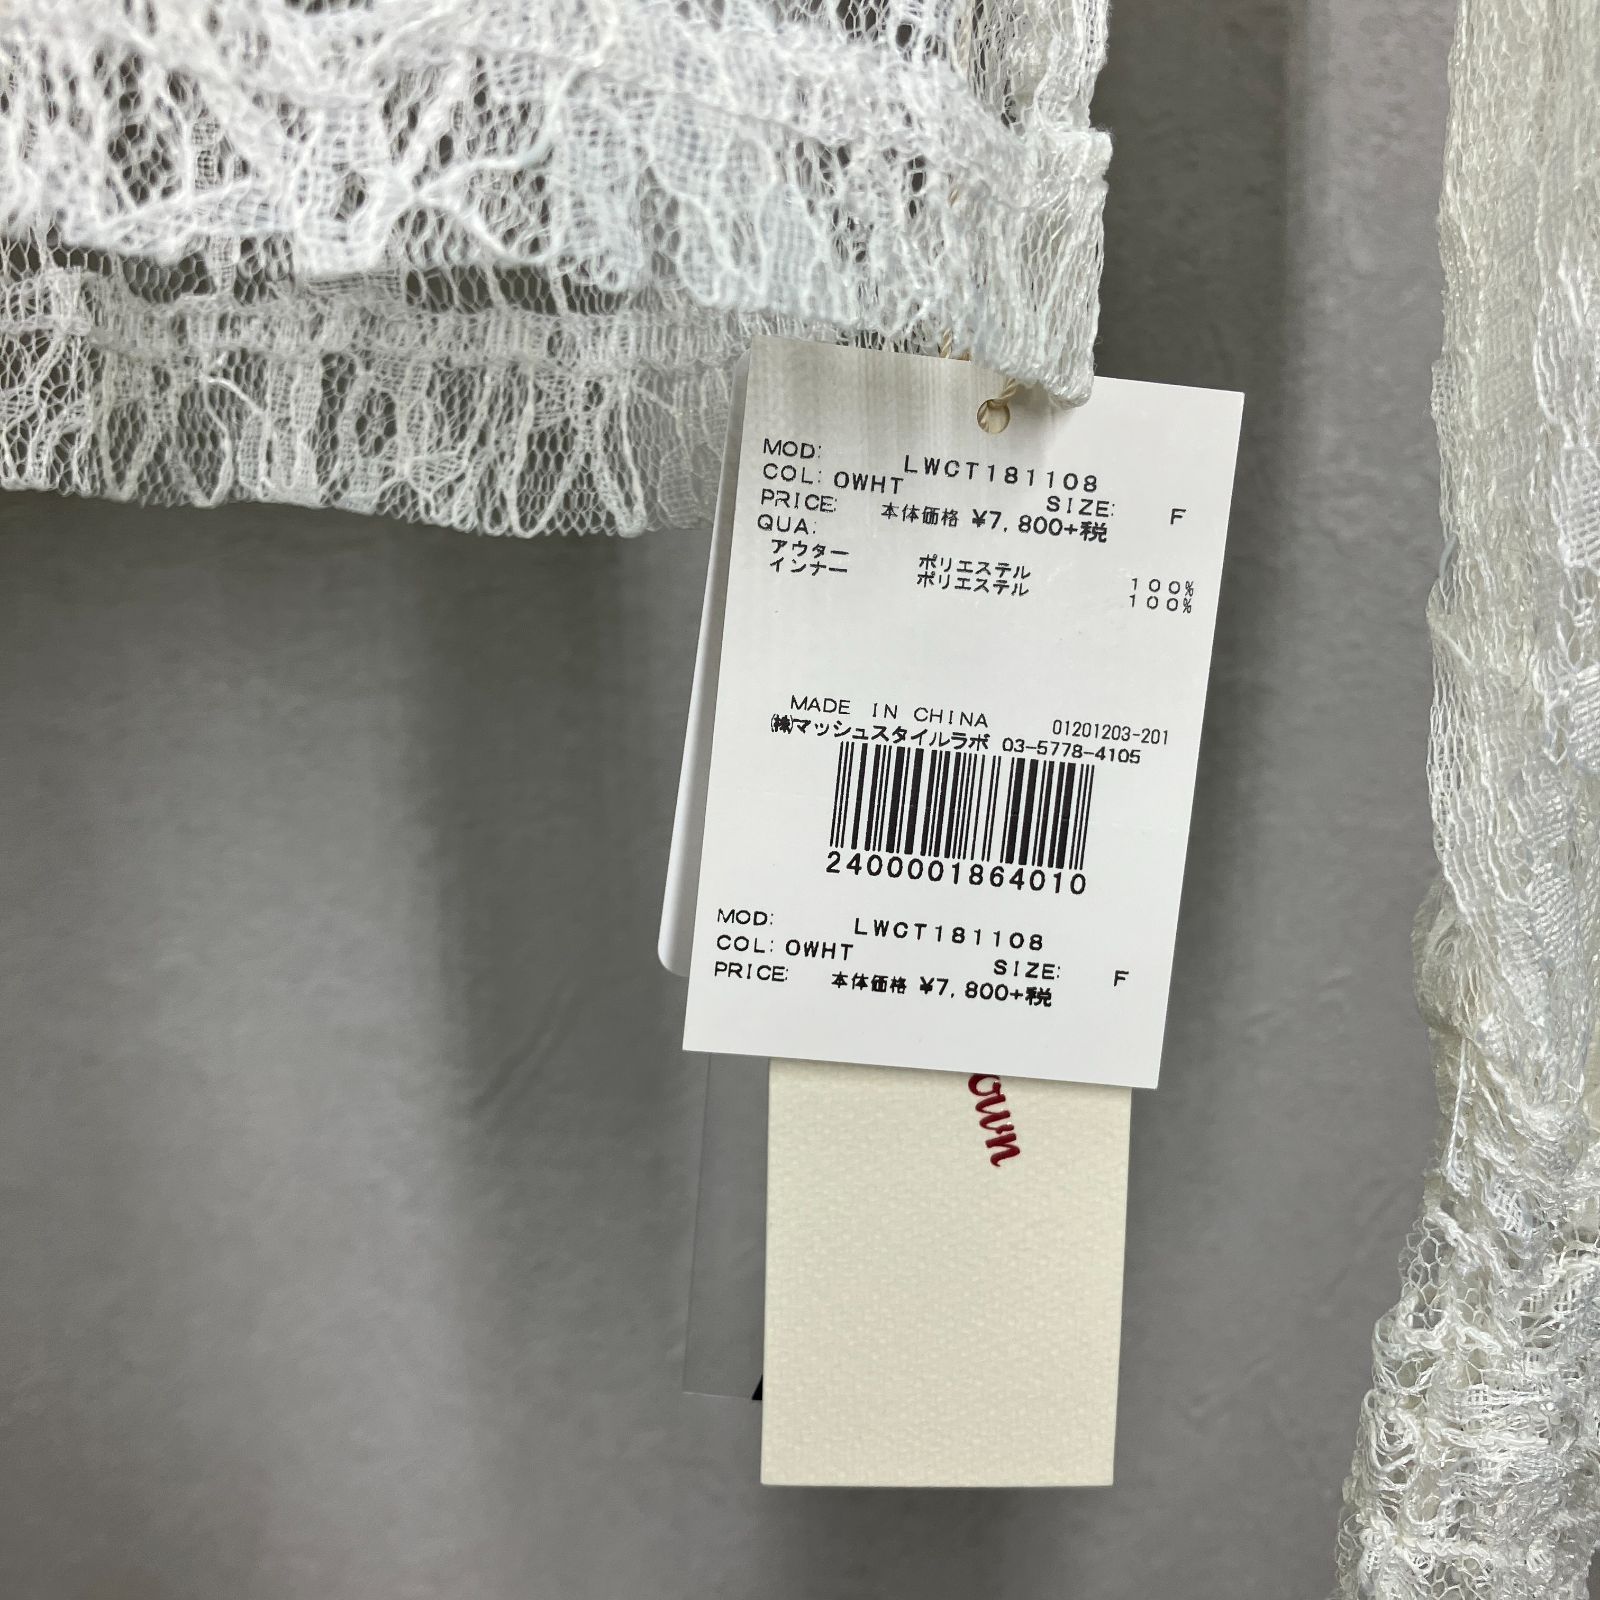 MOD: LWCT181108
COL: OWHT SIZE: F
PRICE: 本体価格 ¥7,800+税
QUA:
アウター ポリエステル 100%
インナー ポリエステル 100%
MADE IN CHINA 01201203-201
㈱マッシュスタイルラボ 03-5778-4105
2400001864010
MOD: LWCT181108
COL: OWHT SIZE: F
PRICE: 本体価格 ¥7,800+税
own